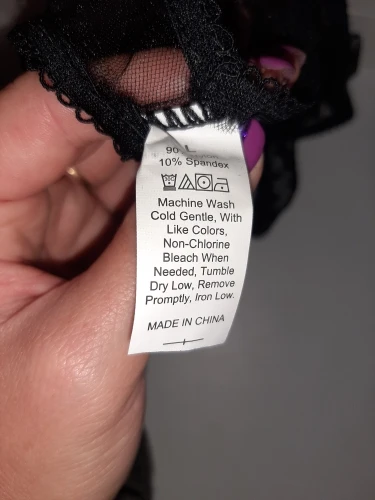 90
10% Spandex
Machine Wash
Cold Gentle, With
Like Colors,
Non-Chlorine
Bleach When
Needed, Tumble
Dry Low, Remove
Promptly, Iron Low.
MADE IN CHINA